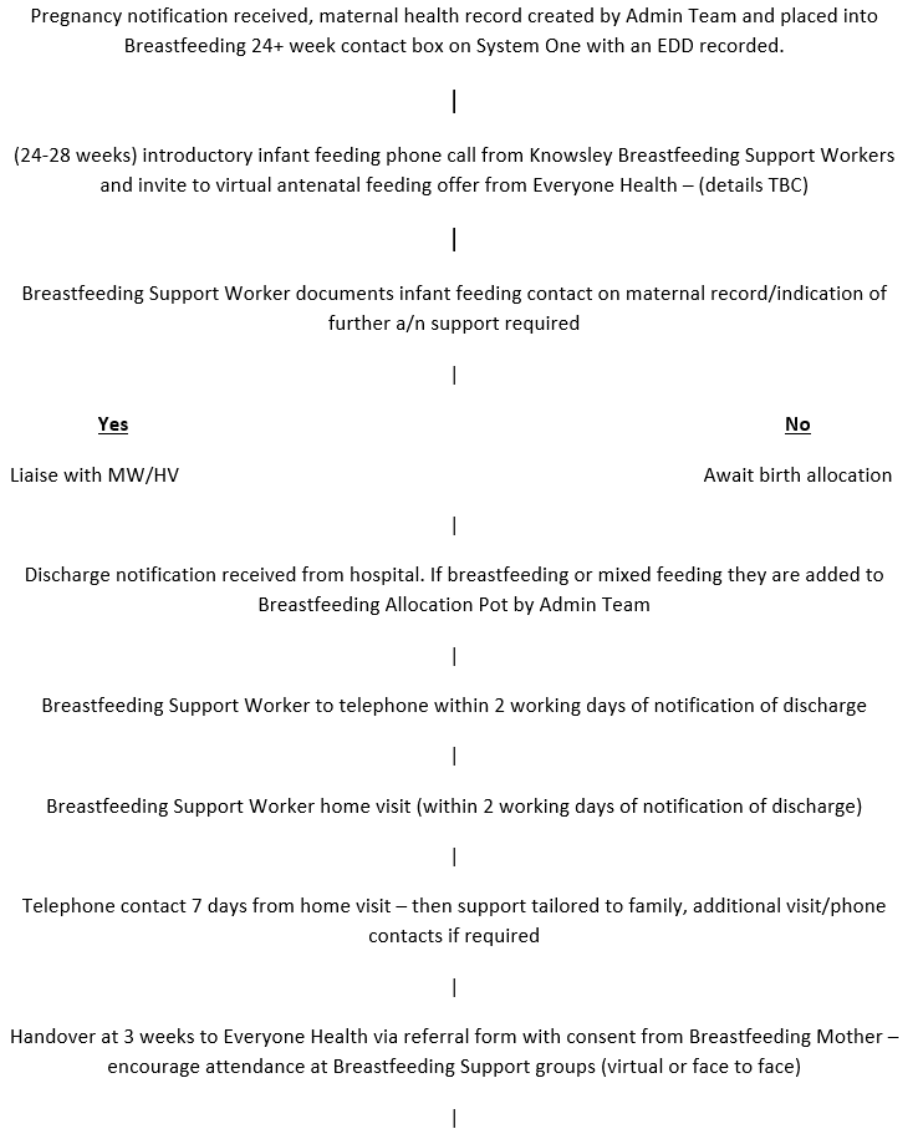 Pregnancy notification received, maternal health record created by Admin Team and placed into
Breastfeeding 24+ week contact box on System One with an EDD recorded.
|
(24-28 weeks) introductory infant feeding phone call from Knowsley Breastfeeding Support Workers
and invite to virtual antenatal feeding offer from Everyone Health – (details TBC)
|
Breastfeeding Support Worker documents infant feeding contact on maternal record/indication of
further a/n support required
|
Yes No
Liaise with MW/HV Await birth allocation
|
Discharge notification received from hospital. If breastfeeding or mixed feeding they are added to
Breastfeeding Allocation Pot by Admin Team
|
Breastfeeding Support Worker to telephone within 2 working days of notification of discharge
|
Breastfeeding Support Worker home visit (within 2 working days of notification of discharge)
|
Telephone contact 7 days from home visit – then support tailored to family, additional visit/phone
contacts if required
|
Handover at 3 weeks to Everyone Health via referral form with consent from Breastfeeding Mother –
encourage attendance at Breastfeeding Support groups (virtual or face to face)
|